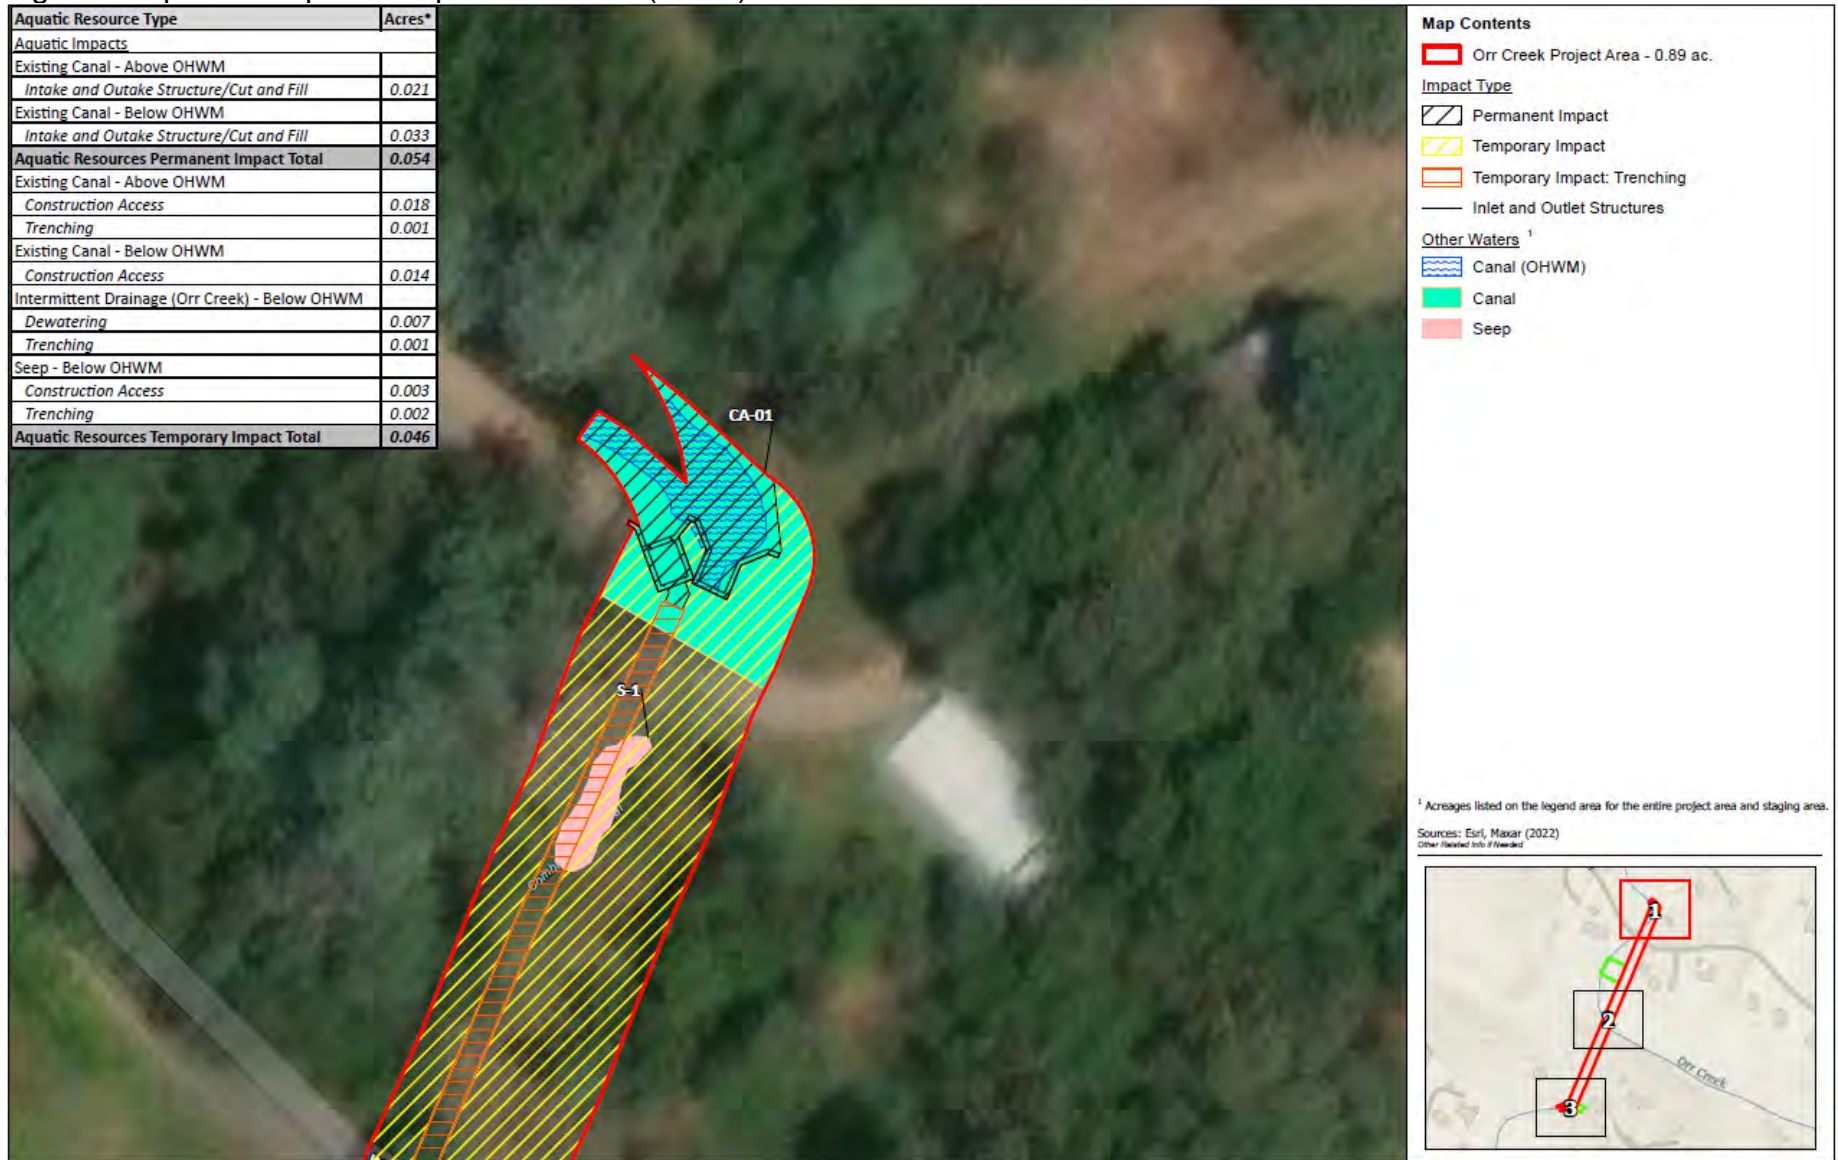 Aquatic Resource Type Acres*
Aquatic Impacts
Existing Canal - Above OHWM
Intake and Outake Structure/Cut and Fill 0.021
Existing Canal - Below OHWM
Intake and Outake Structure/Cut and Fill 0.033
Aquatic Resources Permanent Impact Total 0.054
Existing Canal - Above OHWM
Construction Access 0.018
Trenching 0.001
Existing Canal - Below OHWM
Construction Access 0.014
Intermittent Drainage (Orr Creek) - Below OHWM
Dewatering 0.007
Trenching 0.001
Seep - Below OHWM
Construction Access 0.003
Trenching 0.002
Aquatic Resources Temporary Impact Total 0.046
CA-01
S-1
Map Contents
Orr Creek Project Area - 0.89 ac.
Impact Type
Permanent Impact
Temporary Impact
Temporary Impact: Trenching
Inlet and Outlet Structures
Other Waters 1
Canal (OHWM)
Canal
Seep
1 Acreages listed on the legend area for the entire project area and staging area.
Sources: Esri, Maxar (2022)
Other Related Info if Needed
1
2
Orr Creek
3